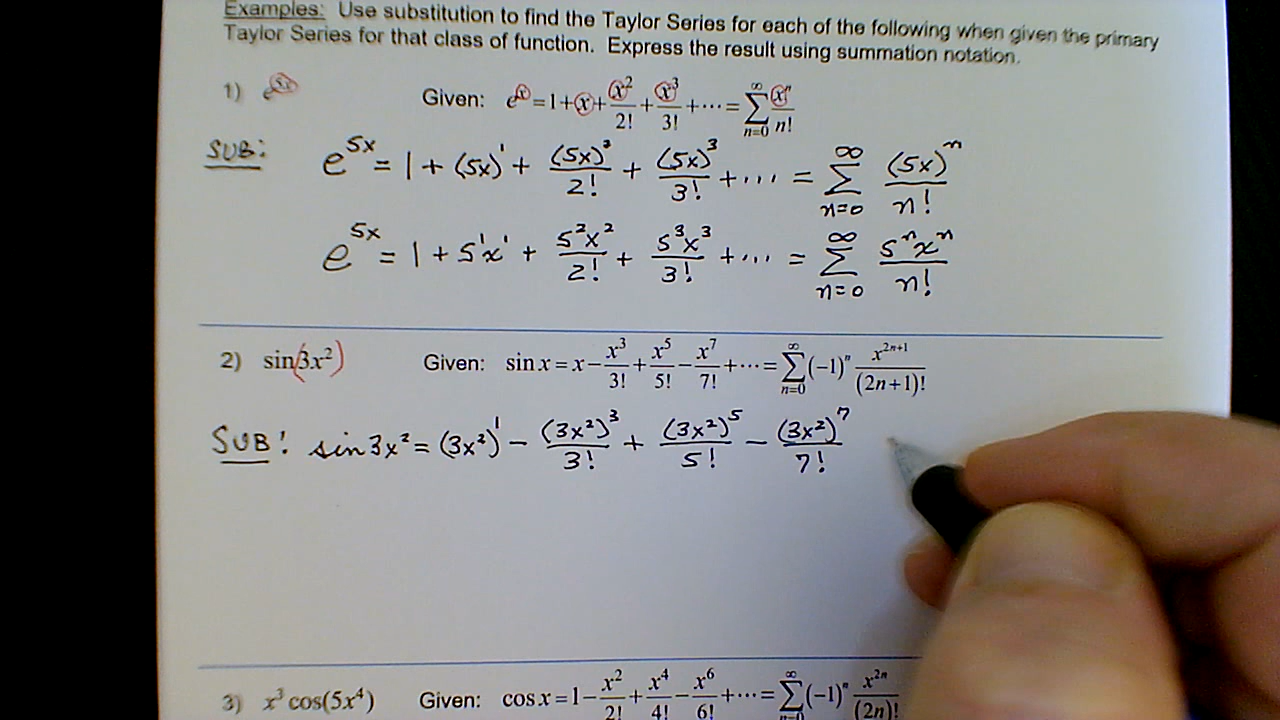 Examples: Use substitution to find the Taylor Series for each of the following when given the primary
Taylor Series for that class of function. Express the result using summation notation.
1) e^{5x} Given: e^x = 1 + x + x^2/2! + x^3/3! + ⋯ = ∑_{n=0}^{∞} x^n/n!
SUB: e^{5x} = 1 + (5x)^1 + (5x)^2/2! + (5x)^3/3! + ⋯ = ∑_{n=0}^{∞} (5x)^n/n!
e^{5x} = 1 + 5^1x^1 + 5^2x^2/2! + 5^3x^3/3! + ⋯ = ∑_{n=0}^{∞} 5^n x^n/n!
2) sin(3x^2) Given: sin x = x − x^3/3! + x^5/5! − x^7/7! + ⋯ = ∑_{n=0}^{∞} (−1)^n x^{2n+1}/(2n+1)!
SUB: sin 3x^2 = (3x^2)^1 − (3x^2)^3/3! + (3x^2)^5/5! − (3x^2)^7/7!
3) x^3 cos(5x^4) Given: cos x = 1 − x^2/2! + x^4/4! − x^6/6! + ⋯ = ∑_{n=0}^{∞} (−1)^n x^{2n}/(2n)!